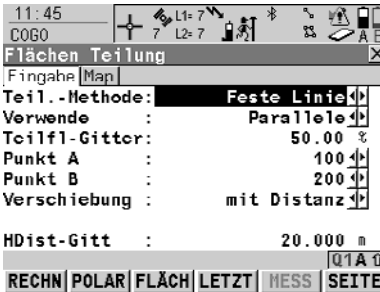 11:45
COGO
7
L1= 7
L2= 7
A
Flächen Teilung
Eingabe Map
Teil.-Methode: Feste Linie
Verwende : Parallele
Teilfl-Gitter: 50.00 %
Punkt A : 100
Punkt B : 200
Verschiebung : mit Distanz
HDist-Gitt : 20.000 m
Q1A
RECHN POLAR FLÄCH LETZT MESS SEITE